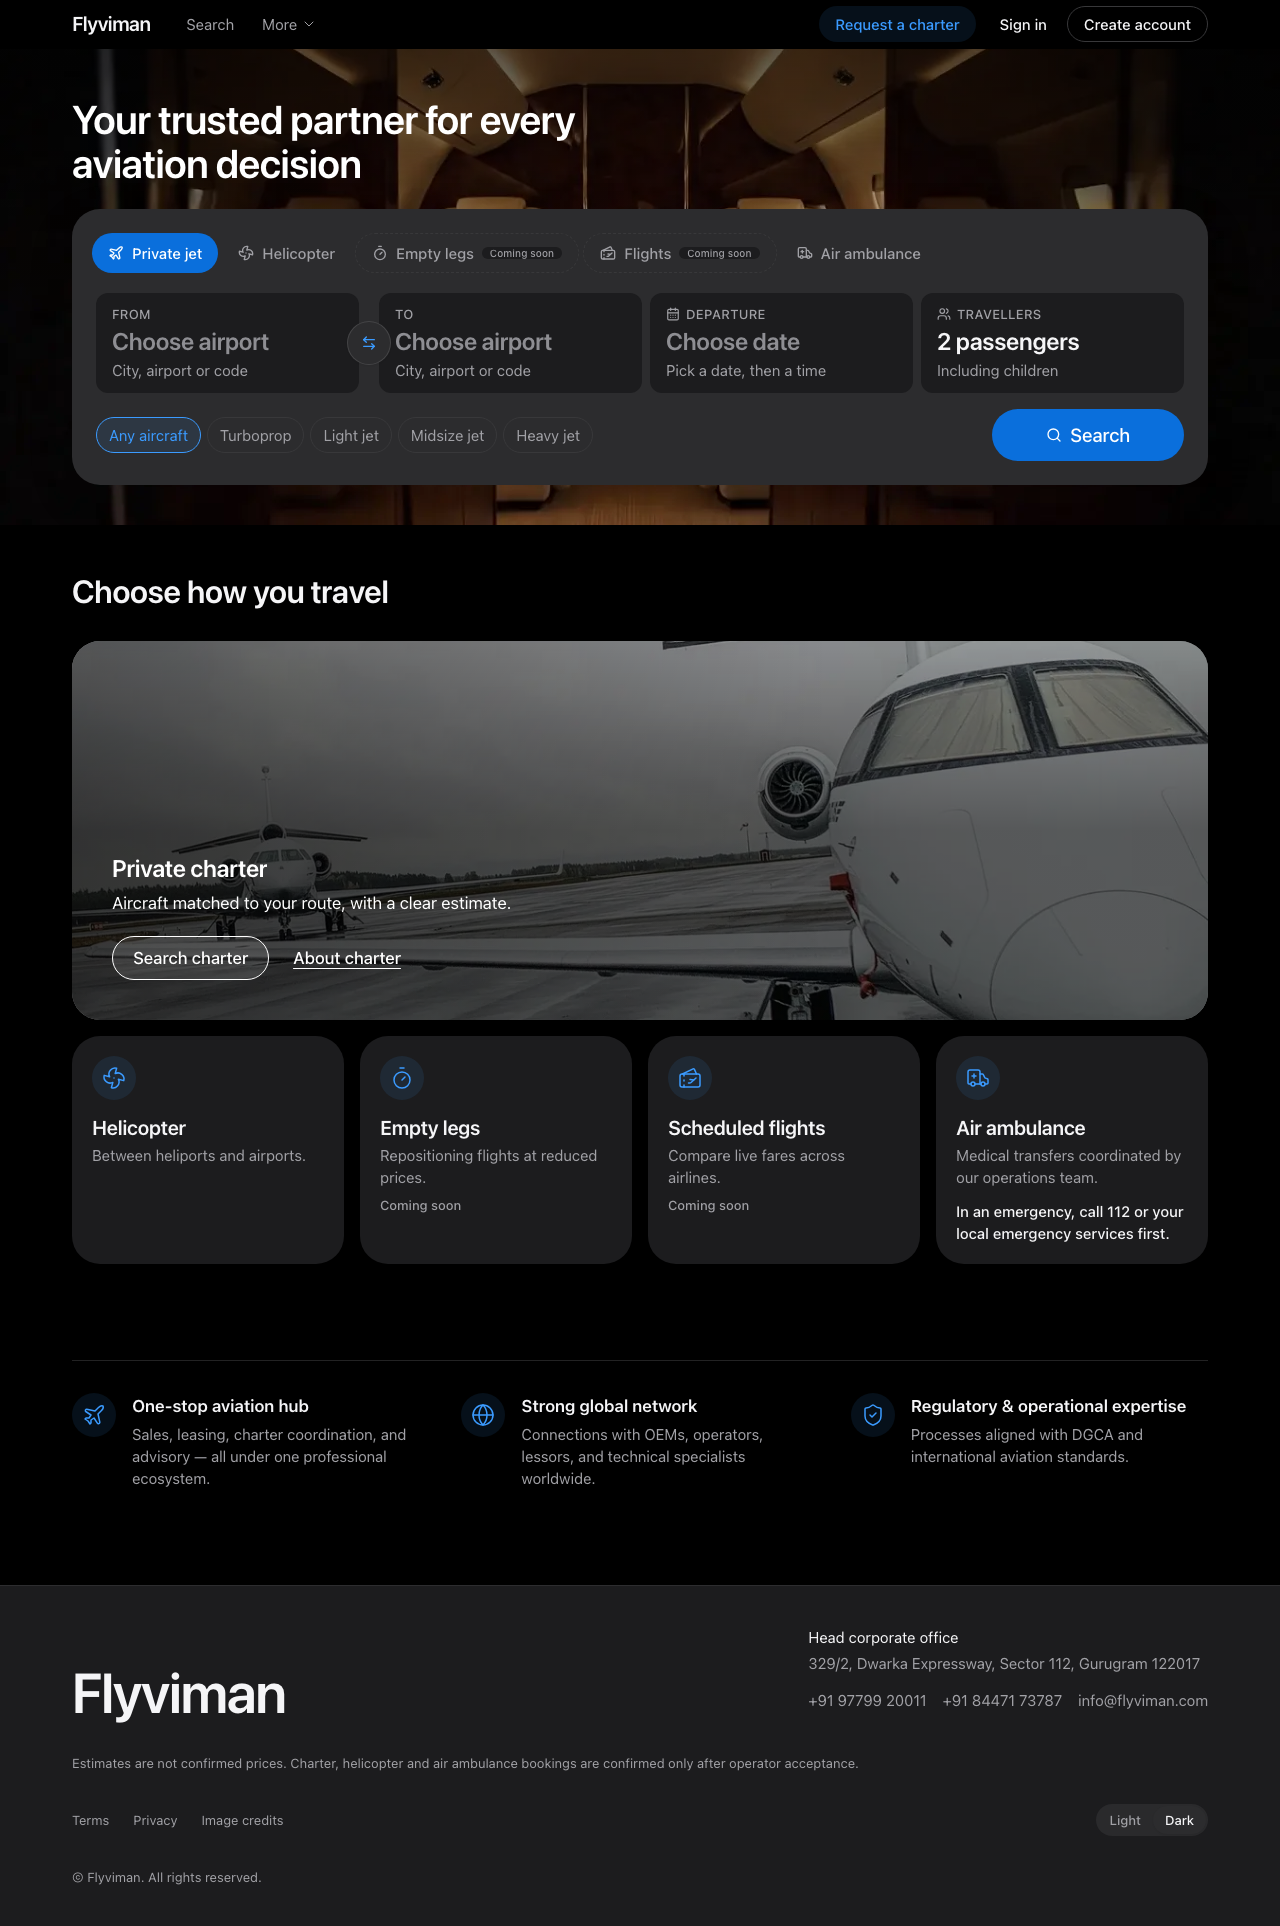 Flyviman
Search
More
Request a charter
Sign in
Create account
Your trusted partner for every
aviation decision
Private jet
Helicopter
Empty legs
Coming soon
Flights
Coming soon
Air ambulance
FROM
Choose airport
City, airport or code
TO
Choose airport
City, airport or code
DEPARTURE
Choose date
Pick a date, then a time
TRAVELLERS
2 passengers
Including children
Any aircraft
Turboprop
Light jet
Midsize jet
Heavy jet
Search
Choose how you travel
Private charter
Aircraft matched to your route, with a clear estimate.
Search charter
About charter
Helicopter
Between heliports and airports.
Empty legs
Repositioning flights at reduced
prices.
Coming soon
Scheduled flights
Compare live fares across
airlines.
Coming soon
Air ambulance
Medical transfers coordinated by
our operations team.
In an emergency, call 112 or your
local emergency services first.
One-stop aviation hub
Sales, leasing, charter coordination, and
advisory — all under one professional
ecosystem.
Strong global network
Connections with OEMs, operators,
lessors, and technical specialists
worldwide.
Regulatory & operational expertise
Processes aligned with DGCA and
international aviation standards.
Flyviman
Head corporate office
329/2, Dwarka Expressway, Sector 112, Gurugram 122017
+91 97799 20011
+91 84471 73787
info@flyviman.com
Estimates are not confirmed prices. Charter, helicopter and air ambulance bookings are confirmed only after operator acceptance.
Terms
Privacy
Image credits
Light
Dark
© Flyviman. All rights reserved.